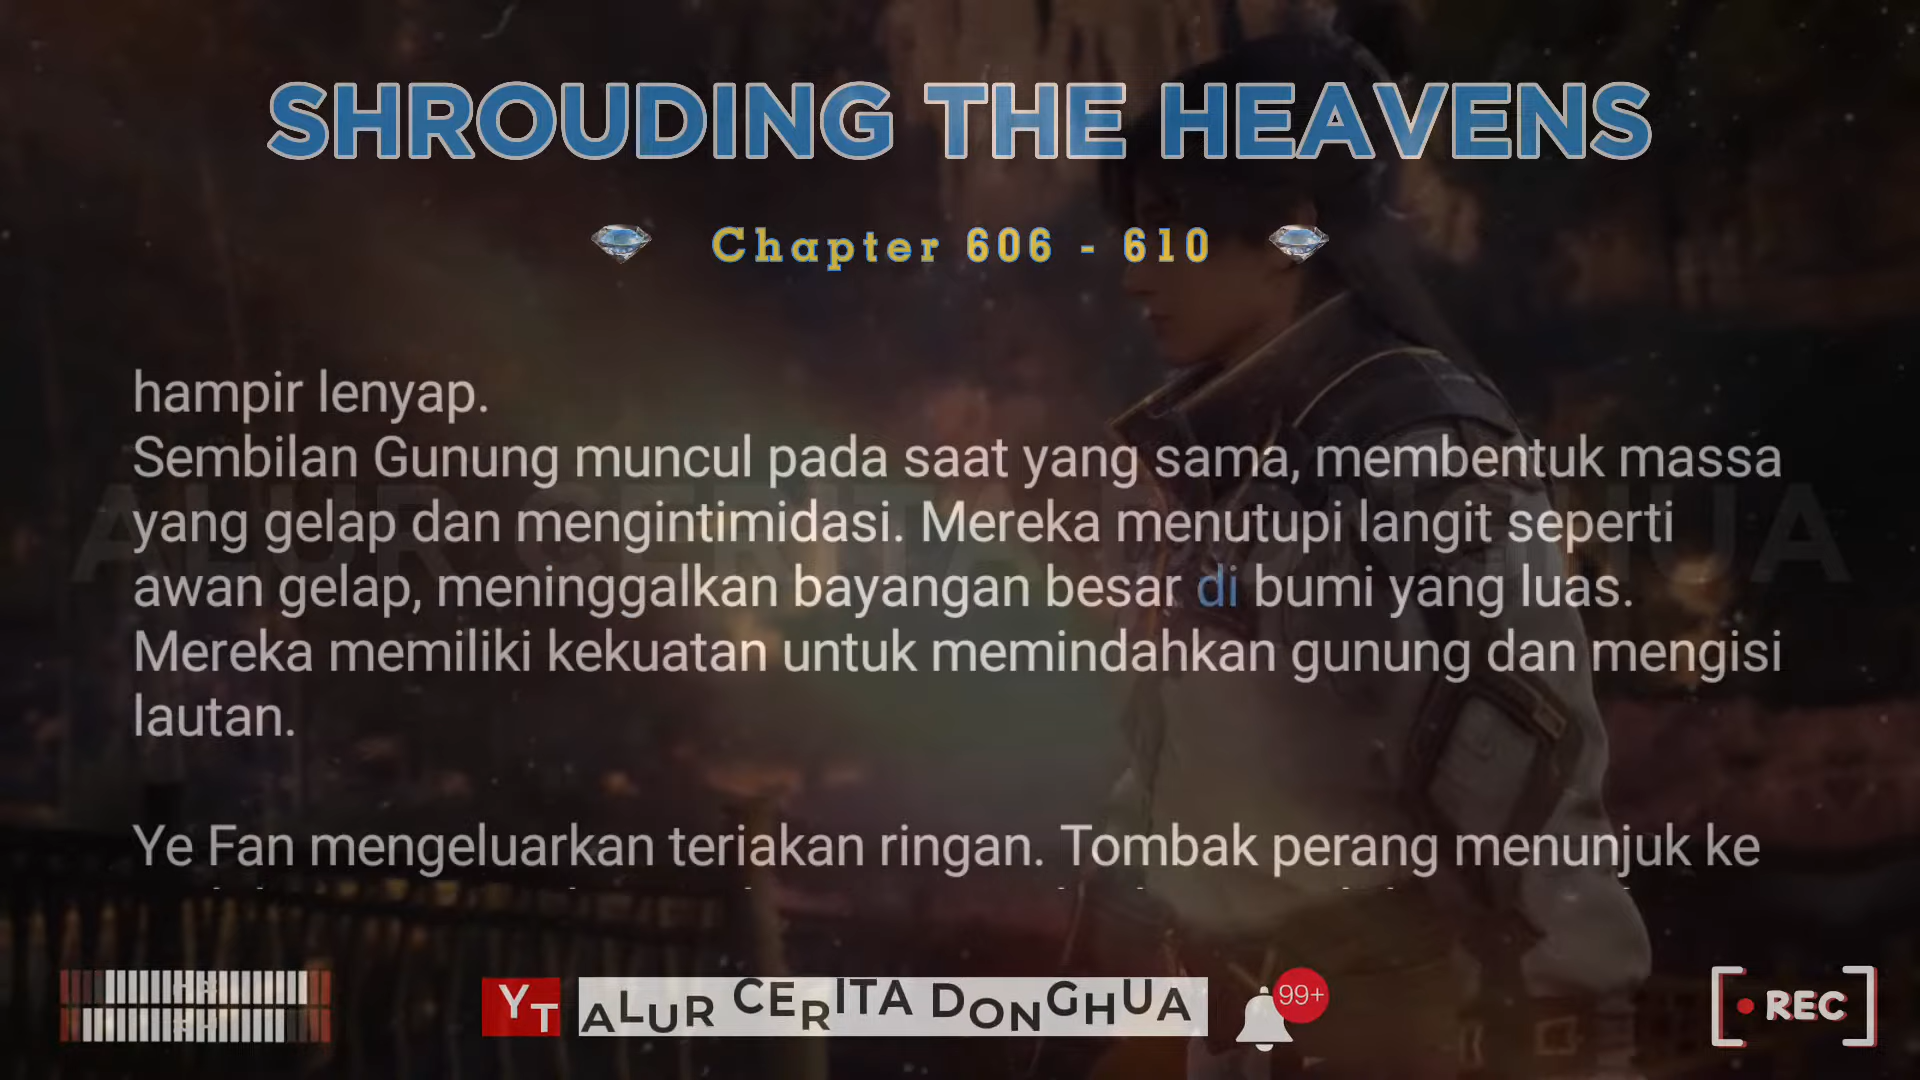 SHROUDING THE HEAVENS
Chapter 606 - 610
hampir lenyap.
Sembilan Gunung muncul pada saat yang sama, membentuk massa
yang gelap dan mengintimidasi. Mereka menutupi langit seperti
awan gelap, meninggalkan bayangan besar di bumi yang luas.
Mereka memiliki kekuatan untuk memindahkan gunung dan mengisi
lautan.
Ye Fan mengeluarkan teriakan ringan. Tombak perang menunjuk ke
ALUR CERITA DONGHUA
YT ALUR CERITA DONGHUA 99+
REC